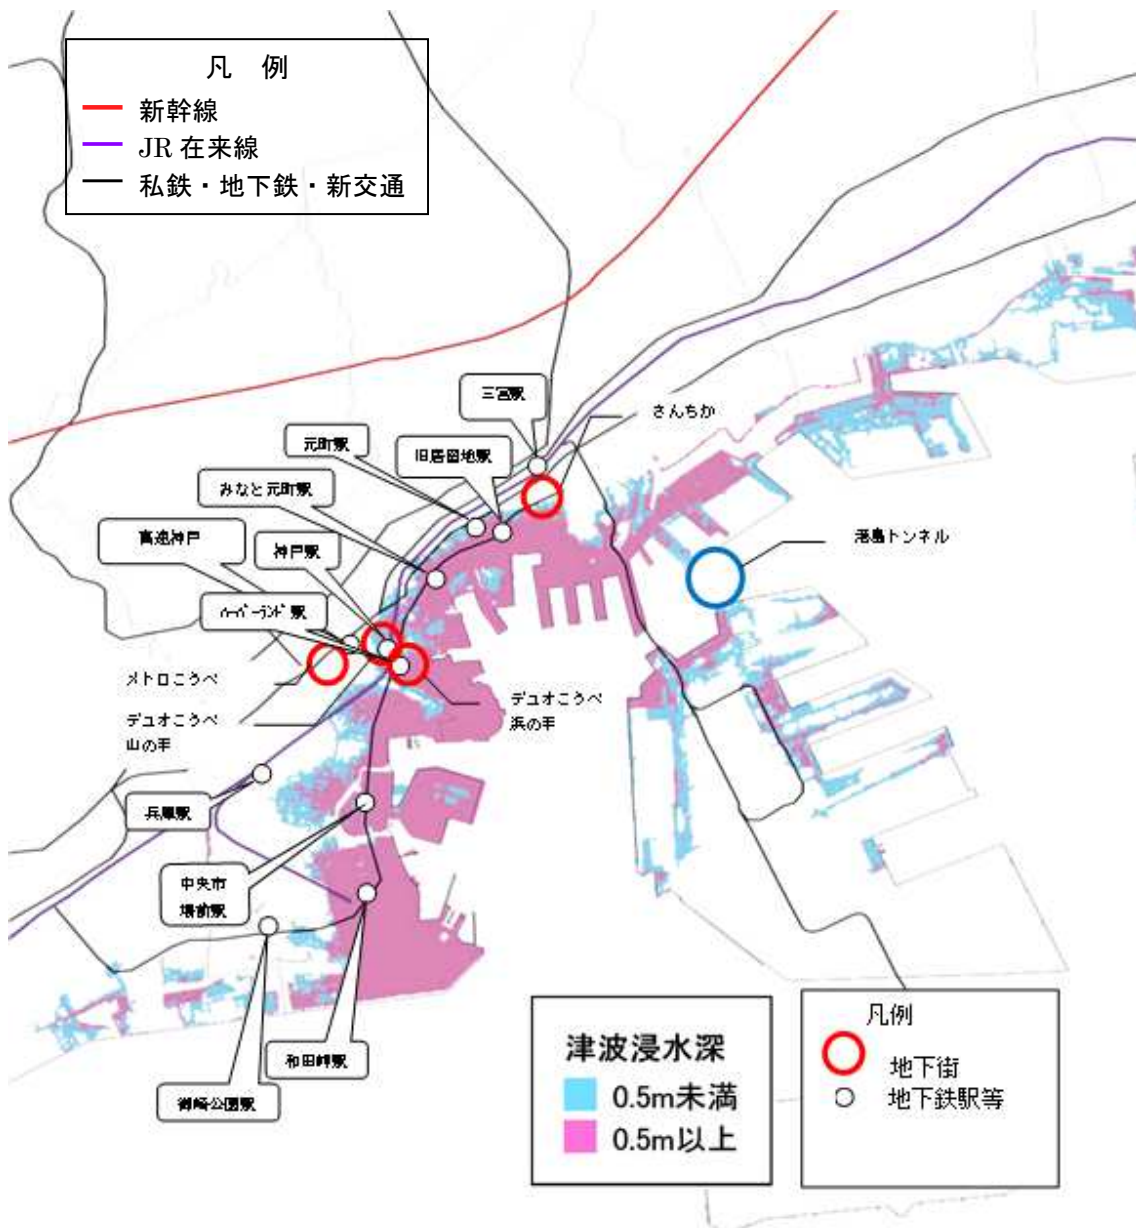 凡 例
新幹線
JR 在来線
私鉄・地下鉄・新交通
三宮駅
さんちか
元町駅
旧居留地駅
みなと元町駅
高速神戸
神戸駅
港島トンネル
ハーバーランド駅
メトロこうべ
デュオこうべ
山の手
デュオこうべ
浜の手
兵庫駅
中央市
場前駅
和田岬駅
御崎公園駅
津波浸水深
0.5m未満
0.5m以上
凡例
地下街
地下鉄駅等